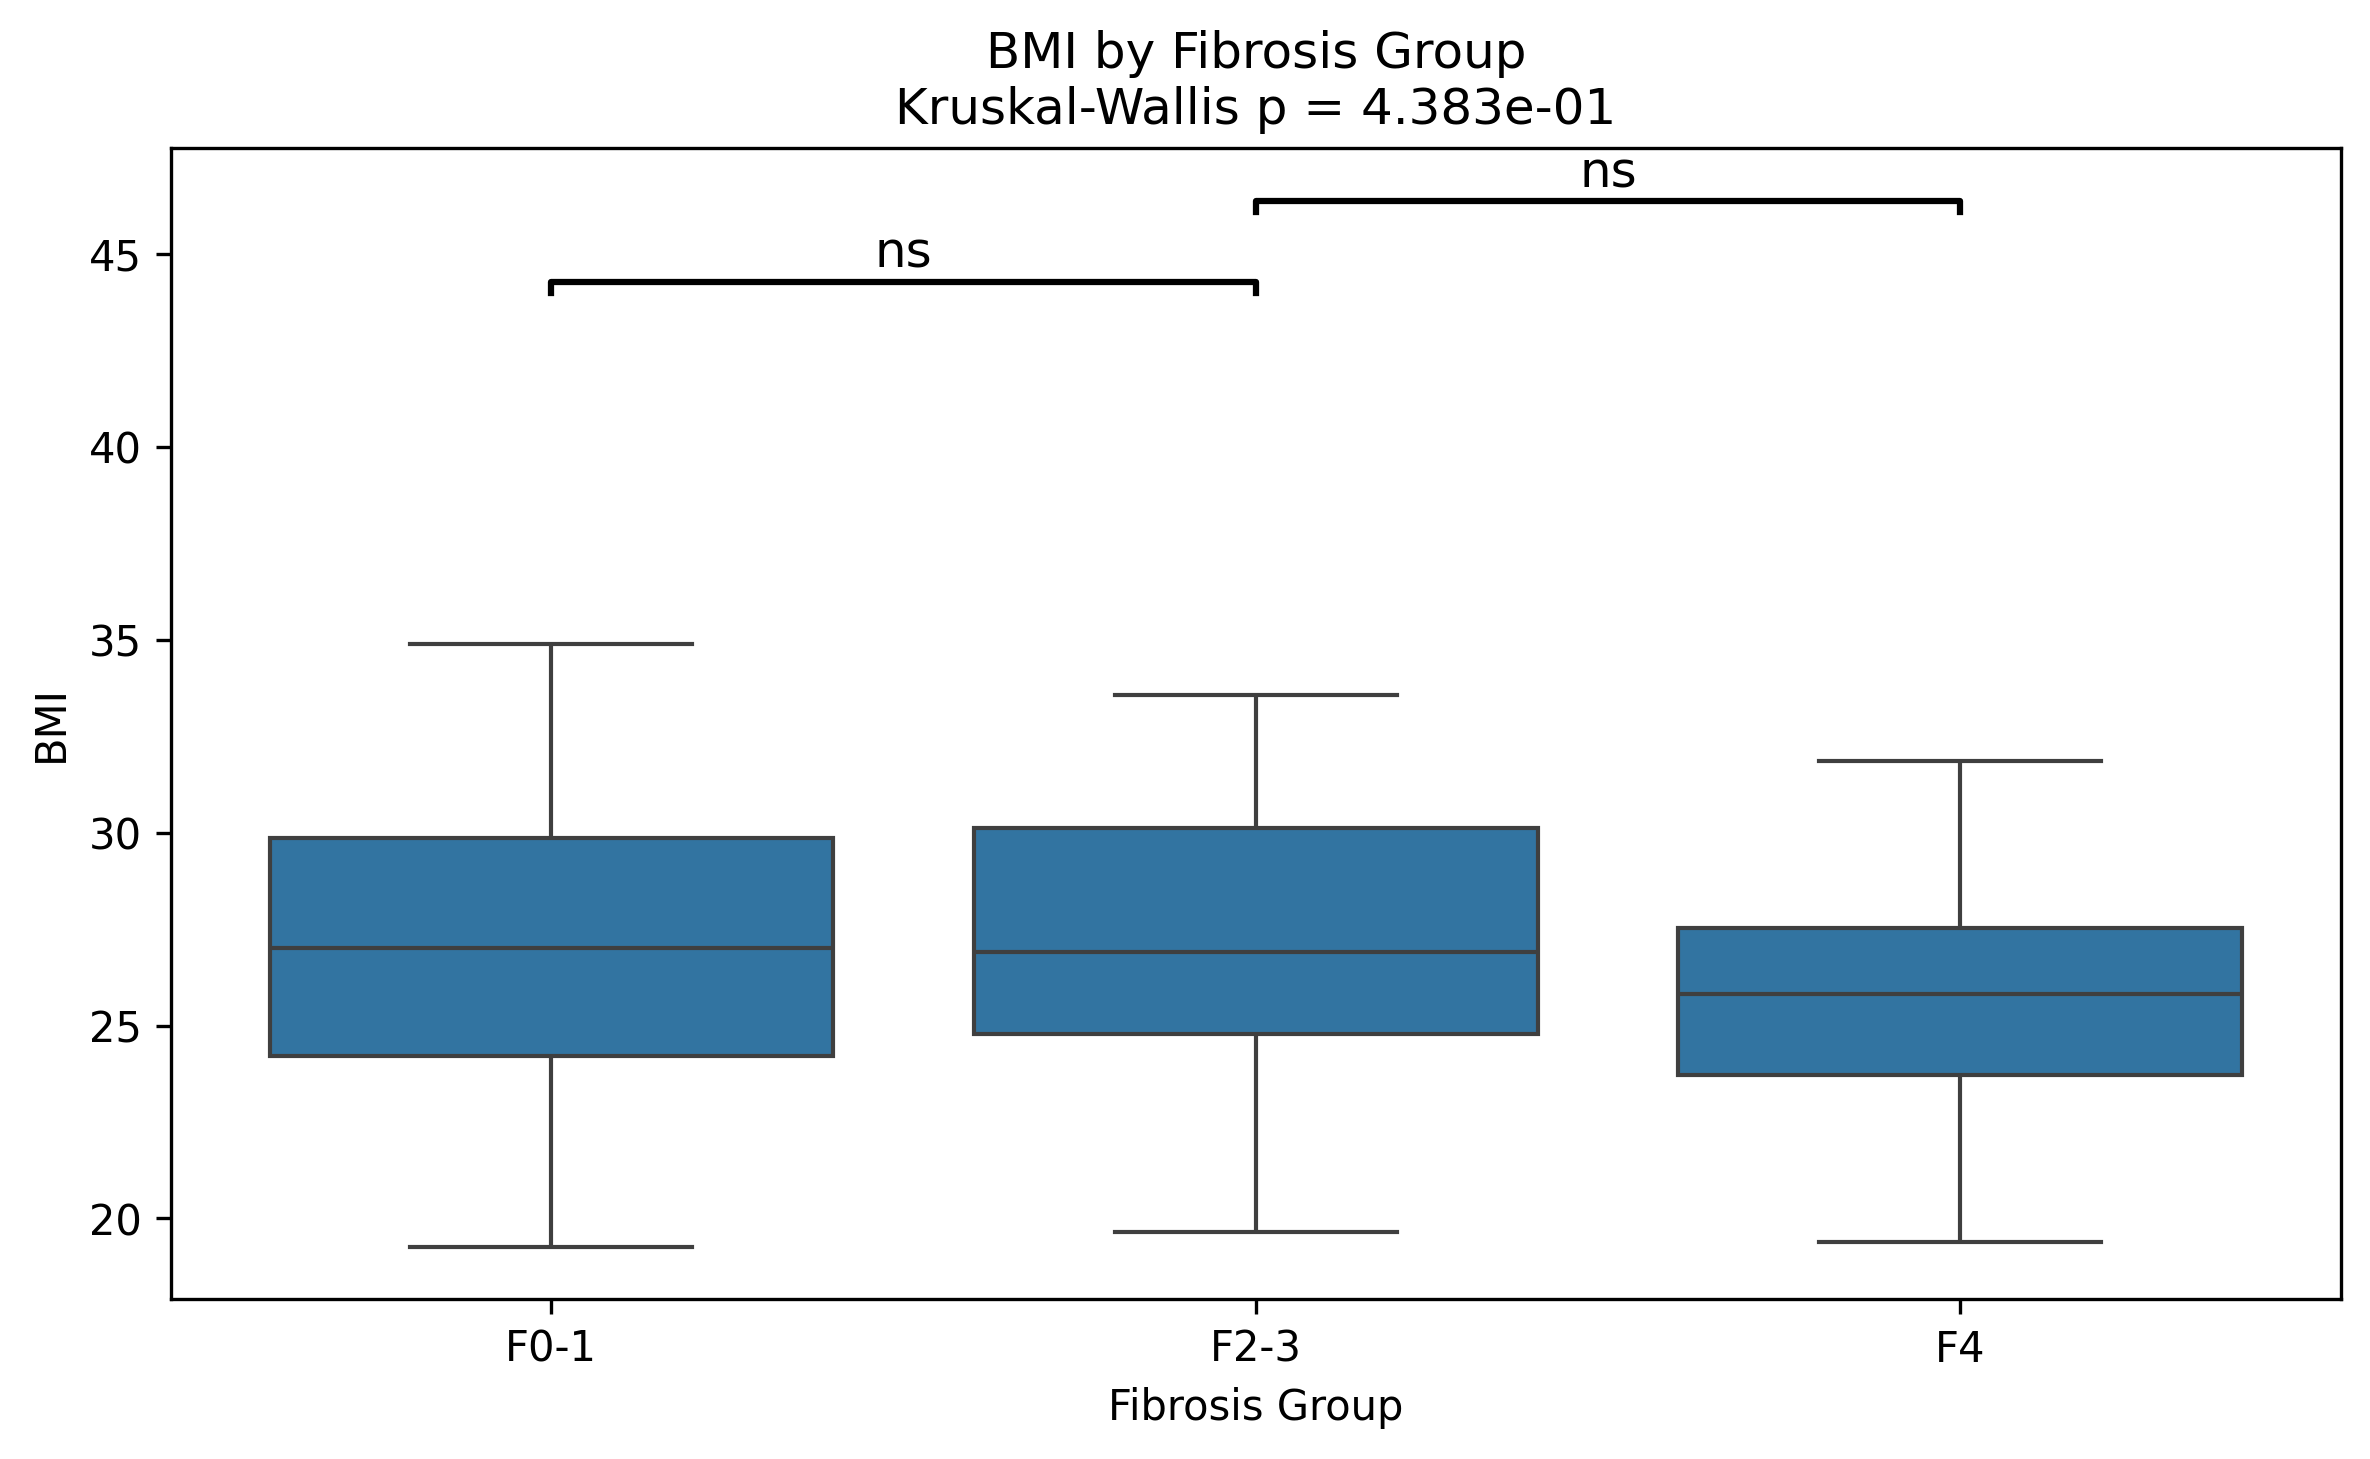 BMI by Fibrosis Group
Kruskal-Wallis p = 4.383e-01
ns
ns
45
40
35
30
25
20
BMI
F0-1
F2-3
F4
Fibrosis Group